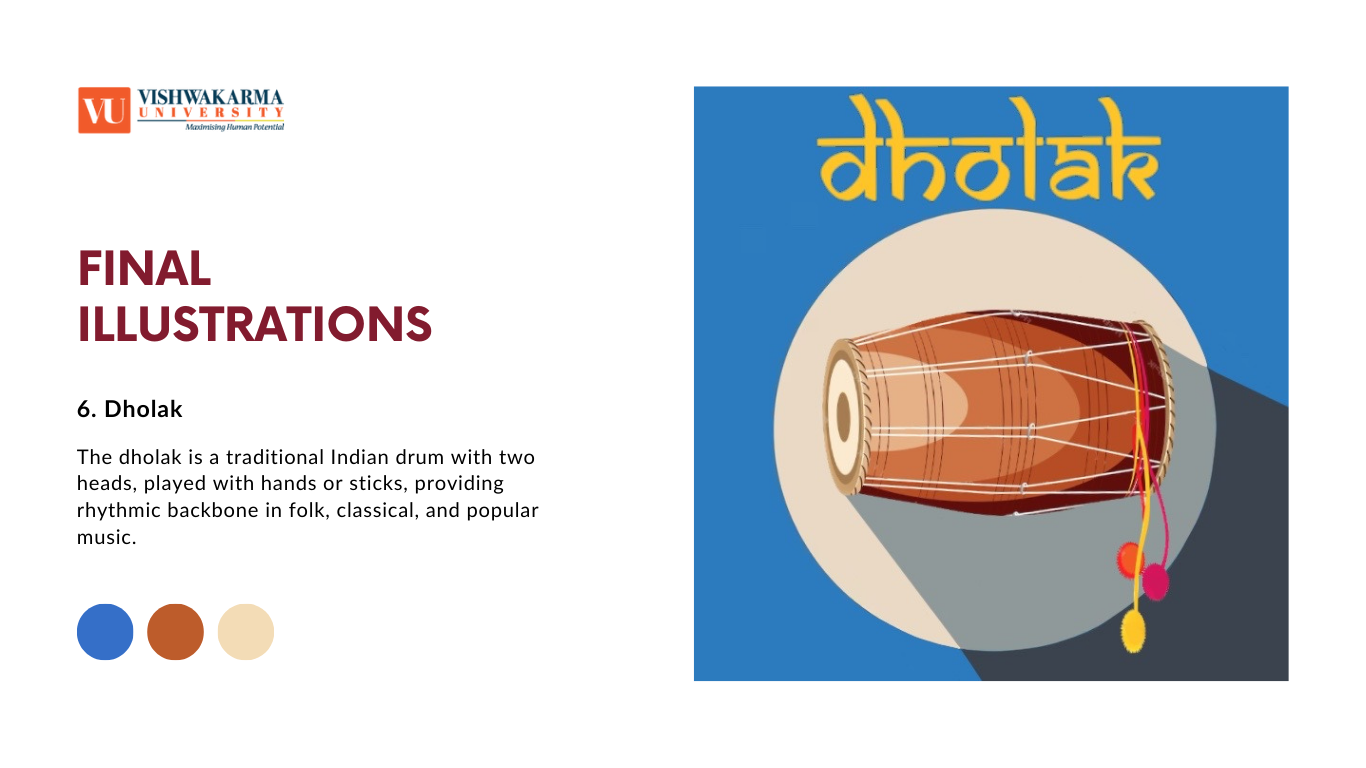 VU
VISHWAKARMA
UNIVERSITY
Maximising Human Potential
FINAL
ILLUSTRATIONS
6. Dholak
The dholak is a traditional Indian drum with two
heads, played with hands or sticks, providing
rhythmic backbone in folk, classical, and popular
music.
dholak